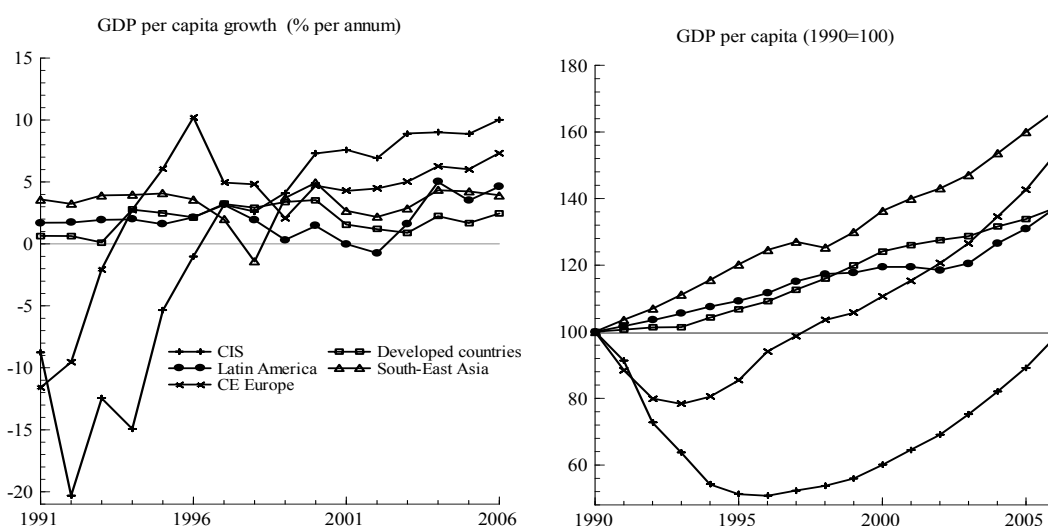 GDP per capita growth (% per annum)
15
10
5
0
-5
-10
-15
-20
1991 1996 2001 2006
CIS Developed countries
Latin America South-East Asia
CE Europe
GDP per capita (1990=100)
180
160
140
120
100
80
60
1990 1995 2000 2005